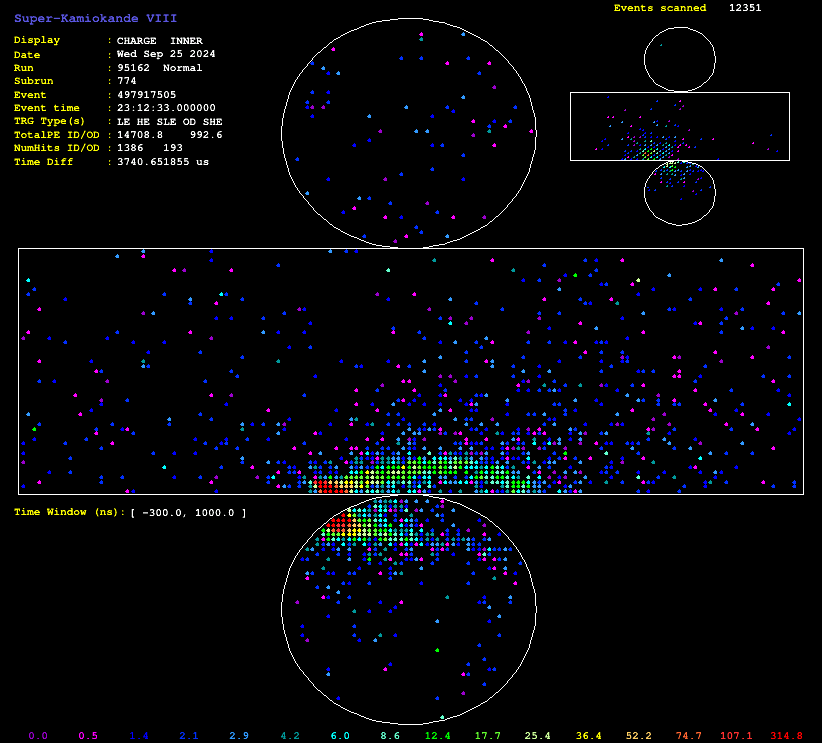 Events scanned 12351
Super-Kamiokande VIII
Display : CHARGE INNER
Date : Wed Sep 25 2024
Run : 95162 Normal
Subrun : 774
Event : 497917505
Event time : 23:12:33.000000
TRG Type(s) : LE HE SLE OD SHE
TotalPE ID/OD : 14708.8 992.6
NumHits ID/OD : 1386 193
Time Diff : 3740.651855 us
Time Window (ns): [ -300.0, 1000.0 ]
0.0 0.5 1.4 2.1 2.9 4.2 6.0 8.6 12.4 17.7 25.4 36.4 52.2 74.7 107.1 314.8